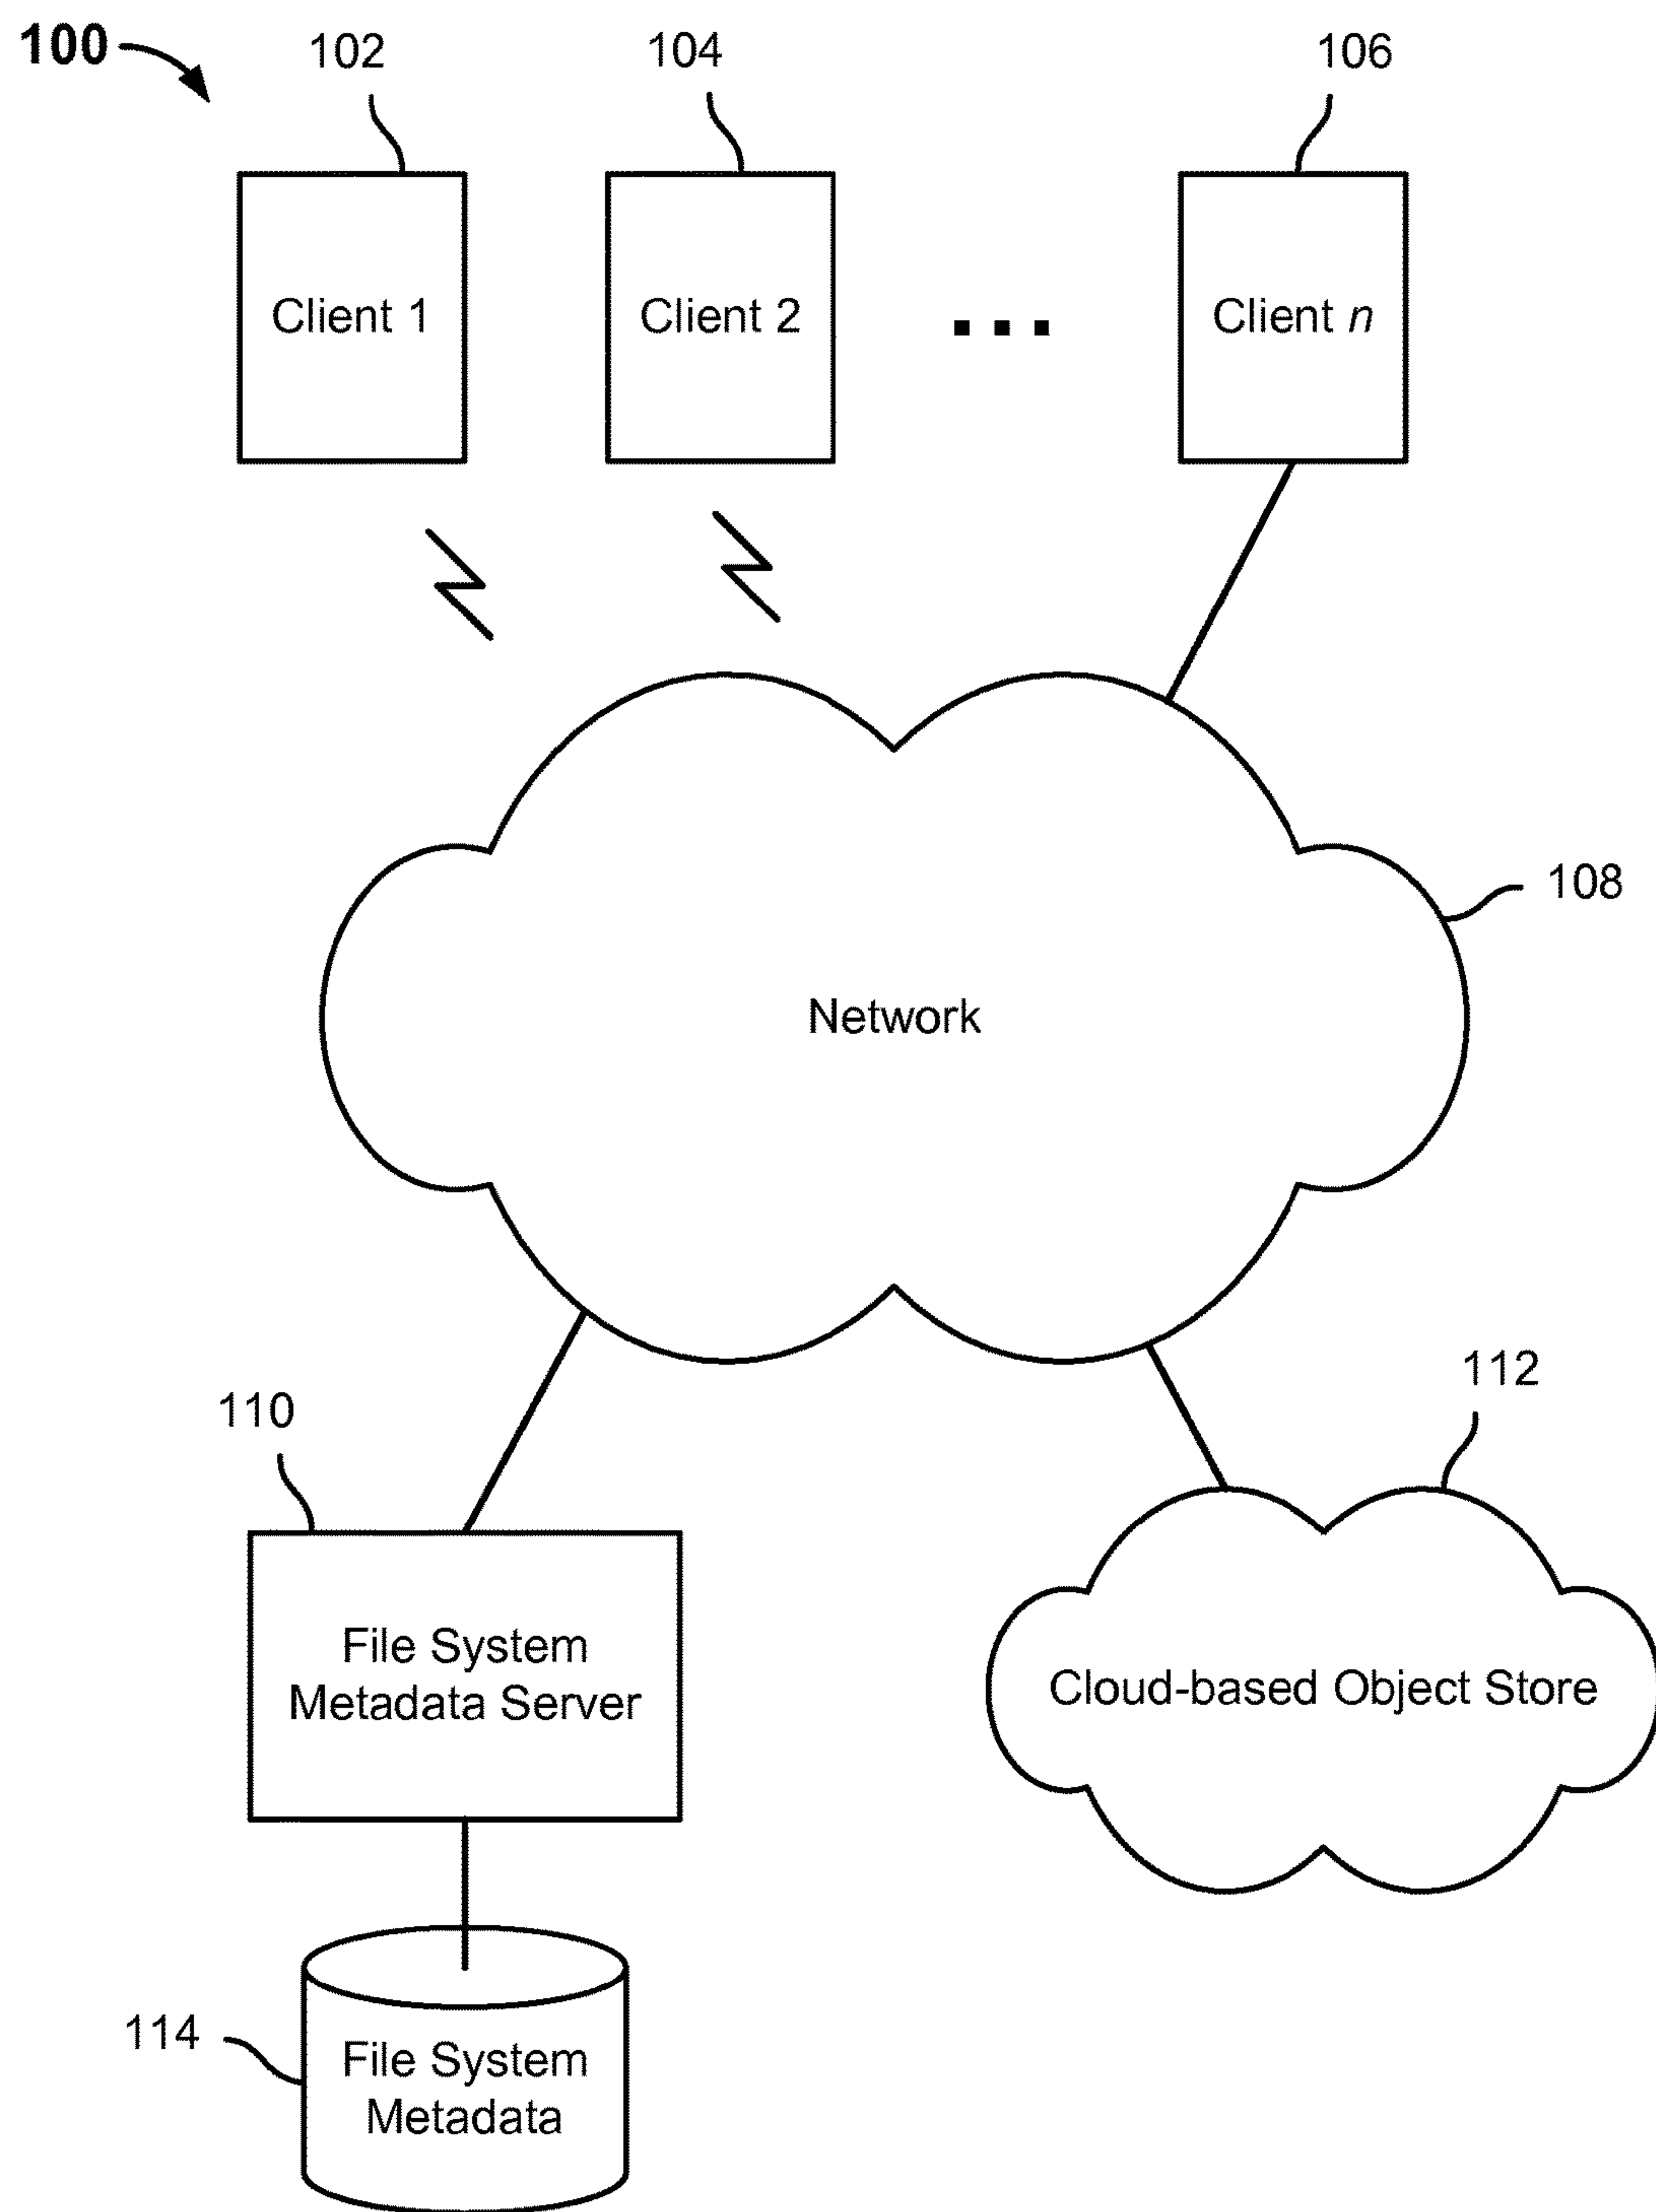 100
102
104
106
Client 1
Client 2
Client n
108
Network
112
110
File System
Metadata Server
Cloud-based Object Store
114
File System
Metadata